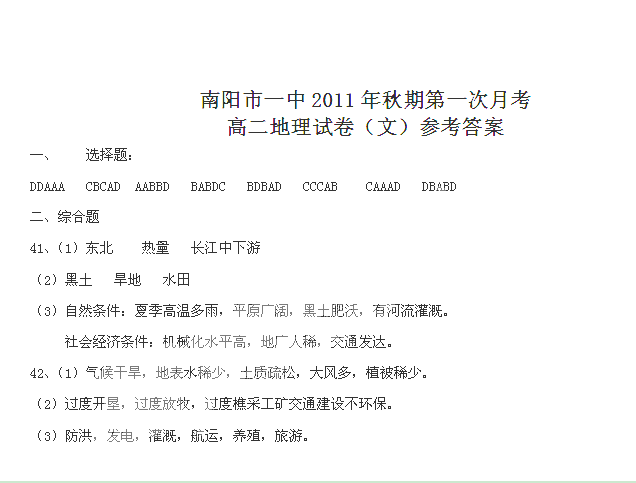 南阳市一中 2011 年秋期第一次月考
高二地理试卷（文）参考答案
一、 选择题：
DDAAA CBCAD AABBD BABDC BDBAD CCCAB CAAAD DBABD
二、综合题
41、（1）东北 热量 长江中下游
（2）黑土 旱地 水田
（3）自然条件：夏季高温多雨，平原广阔，黑土肥沃，有河流灌溉。
社会经济条件：机械化水平高，地广人稀，交通发达。
42、（1）气候干旱，地表水稀少，土质疏松，大风多，植被稀少。
（2）过度开垦，过度放牧，过度樵采工矿交通建设不环保。
（3）防洪，发电，灌溉，航运，养殖，旅游。